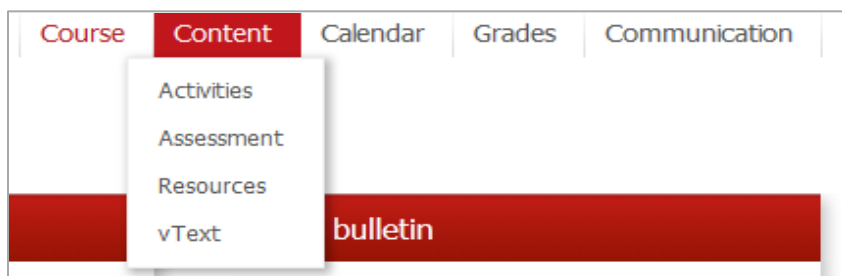 Course Content Calendar Grades Communication
Activities
Assessment
Resources
vText
bulletin